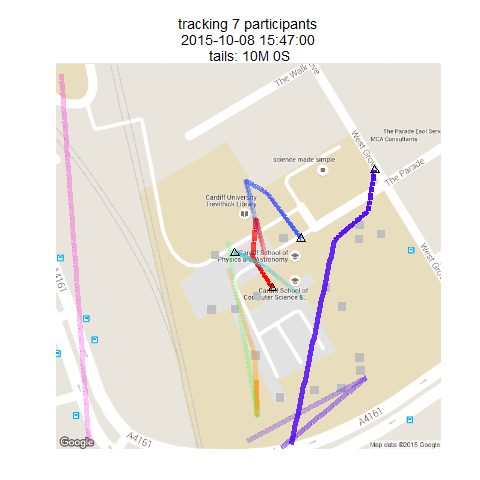 tracking 7 participants
2015-10-08 15:47:00
tails: 10M 0S
The Walk
ove
West Grove
The Parade Esol Serv
MCA Consultants
science made simple
The Parade
Cardiff University
Trevithick Library
West Grov
Cardiff School of
Physics and Astronomy
A4161
Cardiff School of
Computer Science &...
A4161
A4161
Google
Map data ©2015 Google